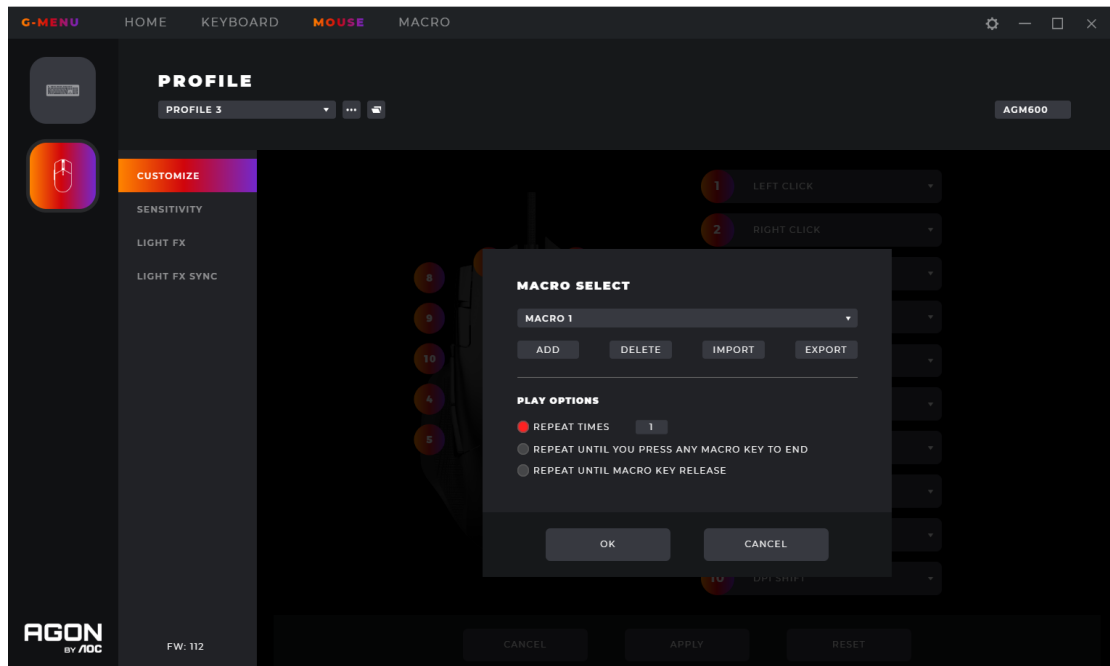 G-MENU HOME KEYBOARD MOUSE MACRO
PROFILE
PROFILE 3
AGM600
CUSTOMIZE
SENSITIVITY
LIGHT FX
LIGHT FX SYNC
1 LEFT CLICK
2 RIGHT CLICK
8
9
10
4
5
MACRO SELECT
MACRO 1
ADD DELETE IMPORT EXPORT
PLAY OPTIONS
REPEAT TIMES 1
REPEAT UNTIL YOU PRESS ANY MACRO KEY TO END
REPEAT UNTIL MACRO KEY RELEASE
OK CANCEL
10 DPI SHIFT
CANCEL APPLY RESET
AGON
BY AOC
FW: 112